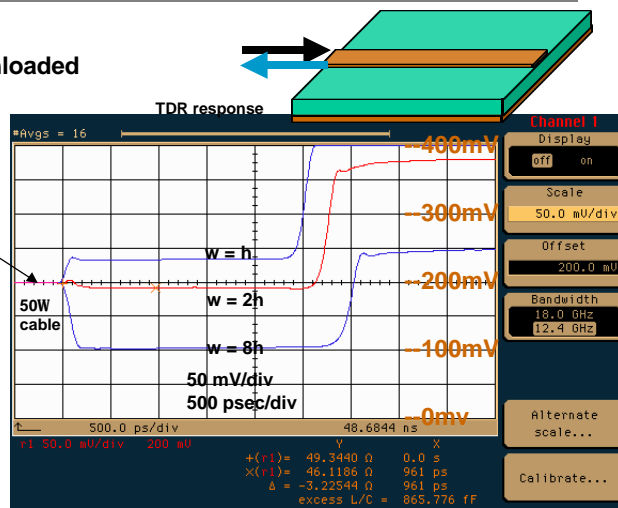 nloaded
TDR response
#Avgs = 16
--400mV
--300mV
--200mV
--100mV
--0mv
w = h
w = 2h
w = 8h
50W
cable
50 mV/div
500 psec/div
500.0 ps/div 48.6844 ns
r1 50.0 mV/div 200 mV
Y X
+(r1)= 49.3440 Ω 0.0 s
×(r1)= 46.1186 Ω 961 ps
Δ = -3.22544 Ω 961 ps
excess L/C = 865.776 fF
Channel 1
Display
off on
Scale
50.0 mV/div
Offset
200.0 mV
Bandwidth
18.0 GHz
12.4 GHz
Alternate
scale...
Calibrate...